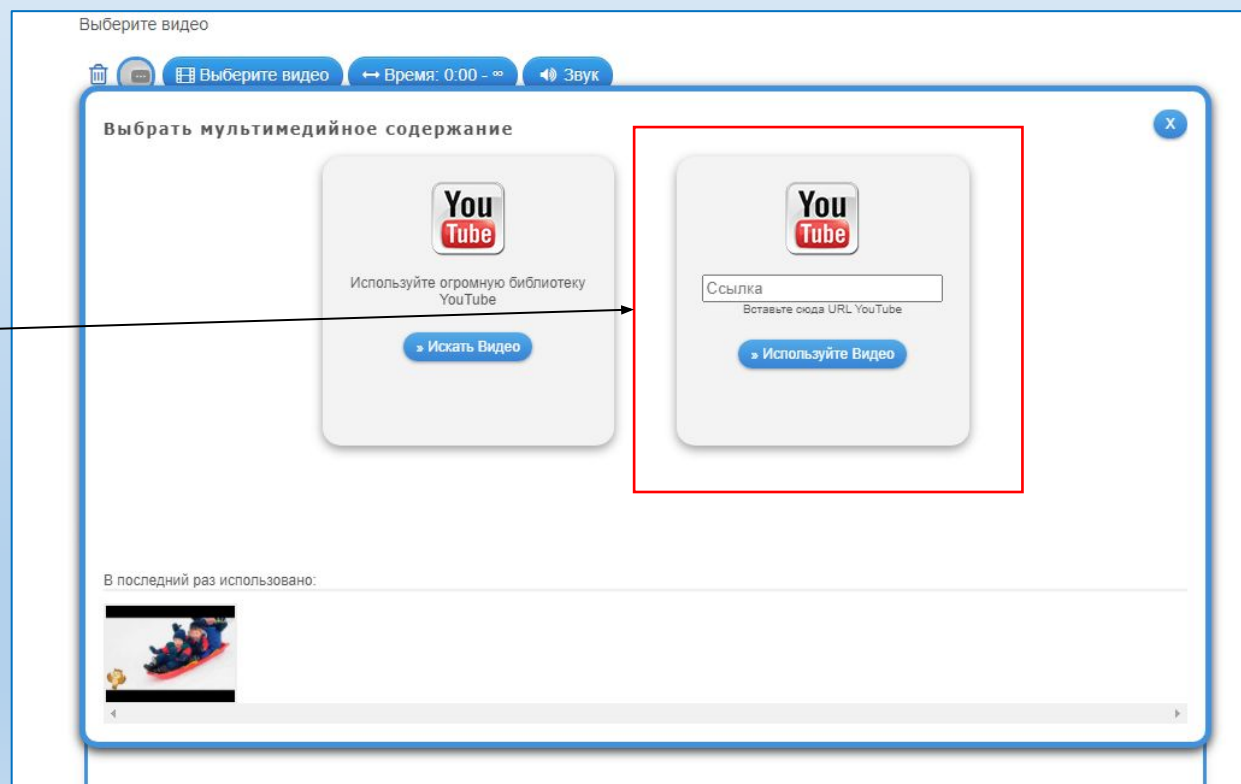 Выберите видео
Выберите видео
Время: 0:00 - ∞
Звук
Выбрать мультимедийное содержание
X
You
Tube
Используйте огромную библиотеку
YouTube
» Искать Видео
You
Tube
Ссылка
Вставьте сюда URL YouTube
» Используйте Видео
В последний раз использовано: